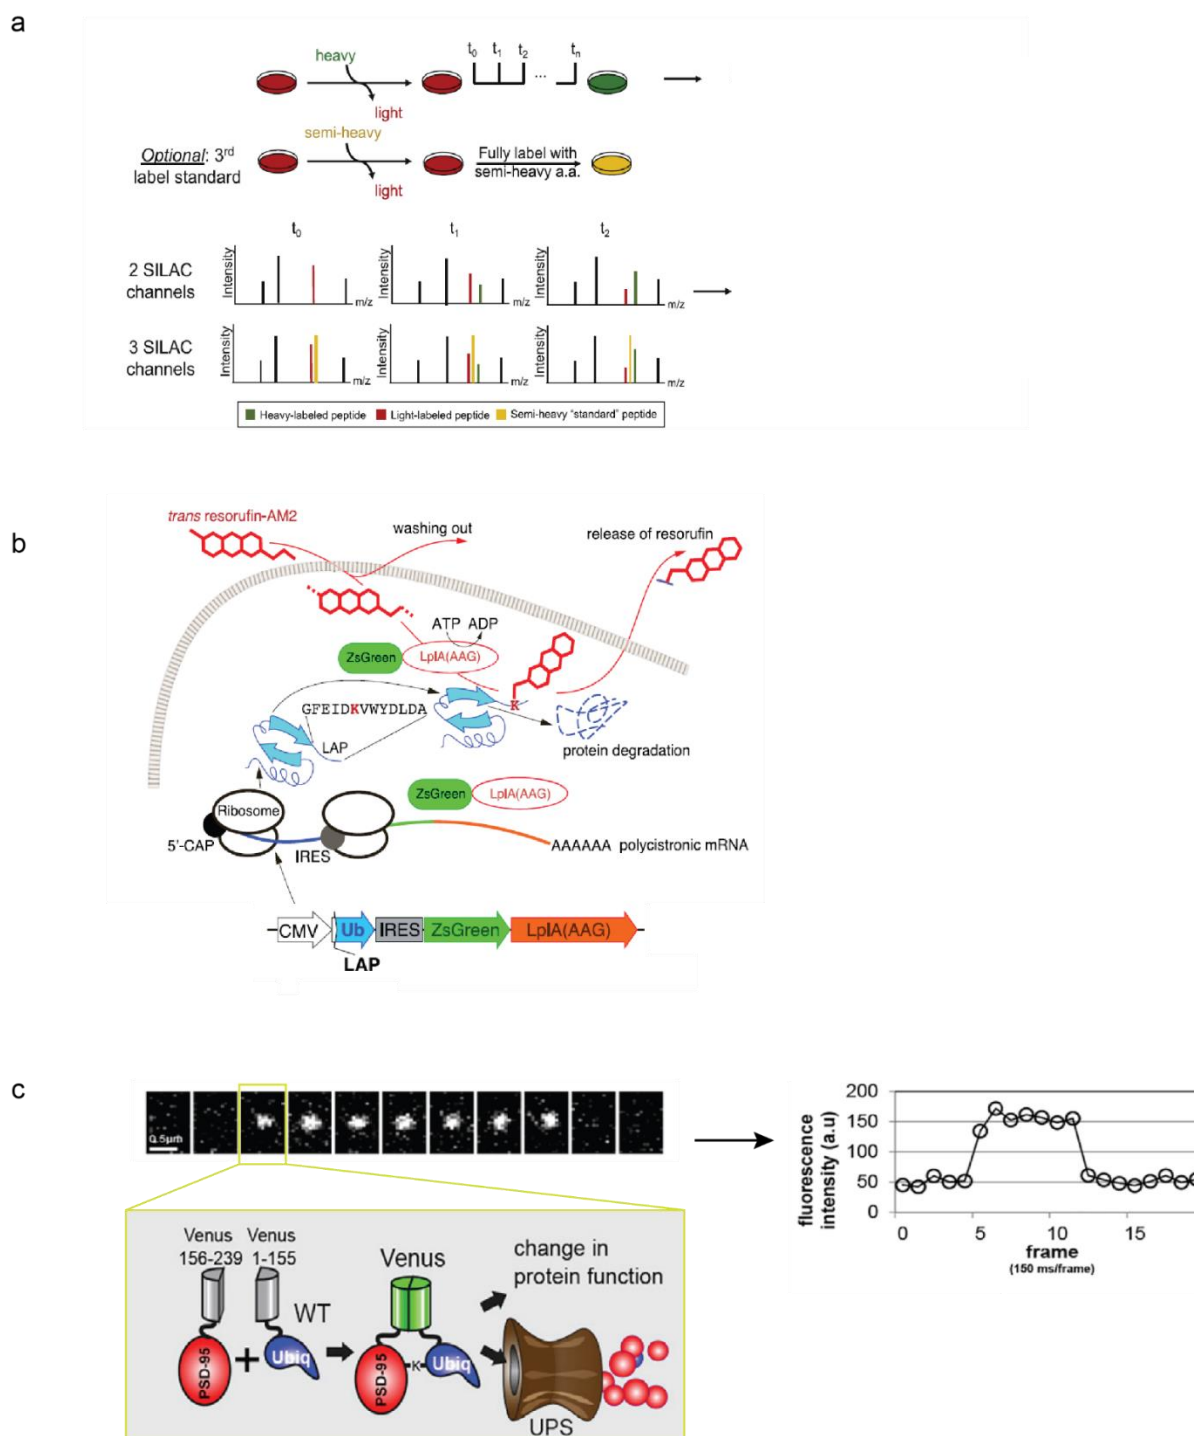 a
heavy
light
t0 t1 t2 ... tn
Optional: 3rd
label standard
semi-heavy
light
Fully label with
semi-heavy a.a.
t0
t1
t2
2 SILAC
channels
Intensity
m/z
Intensity
m/z
Intensity
m/z
3 SILAC
channels
Intensity
m/z
Intensity
m/z
Intensity
m/z
Heavy-labeled peptide Light-labeled peptide Semi-heavy "standard" peptide
b
trans resorufin-AM2
washing out
release of resorufin
ATP ADP
ZsGreen LplA(AAG)
GFEIDKVWYDLDA
K
LAP
protein degradation
ZsGreen LplA(AAG)
Ribosome
5'-CAP
IRES
AAAAAA polycistronic mRNA
CMV Ub IRES ZsGreen LplA(AAG)
LAP
c
0.5μm
Venus
156-239
Venus
1-155
WT
PSD-95
+
Ubiq
Venus
PSD-95
K
Ubiq
change in
protein function
UPS
fluorescence
intensity (a.u)
200
150
100
50
0
0 5 10 15
frame
(150 ms/frame)